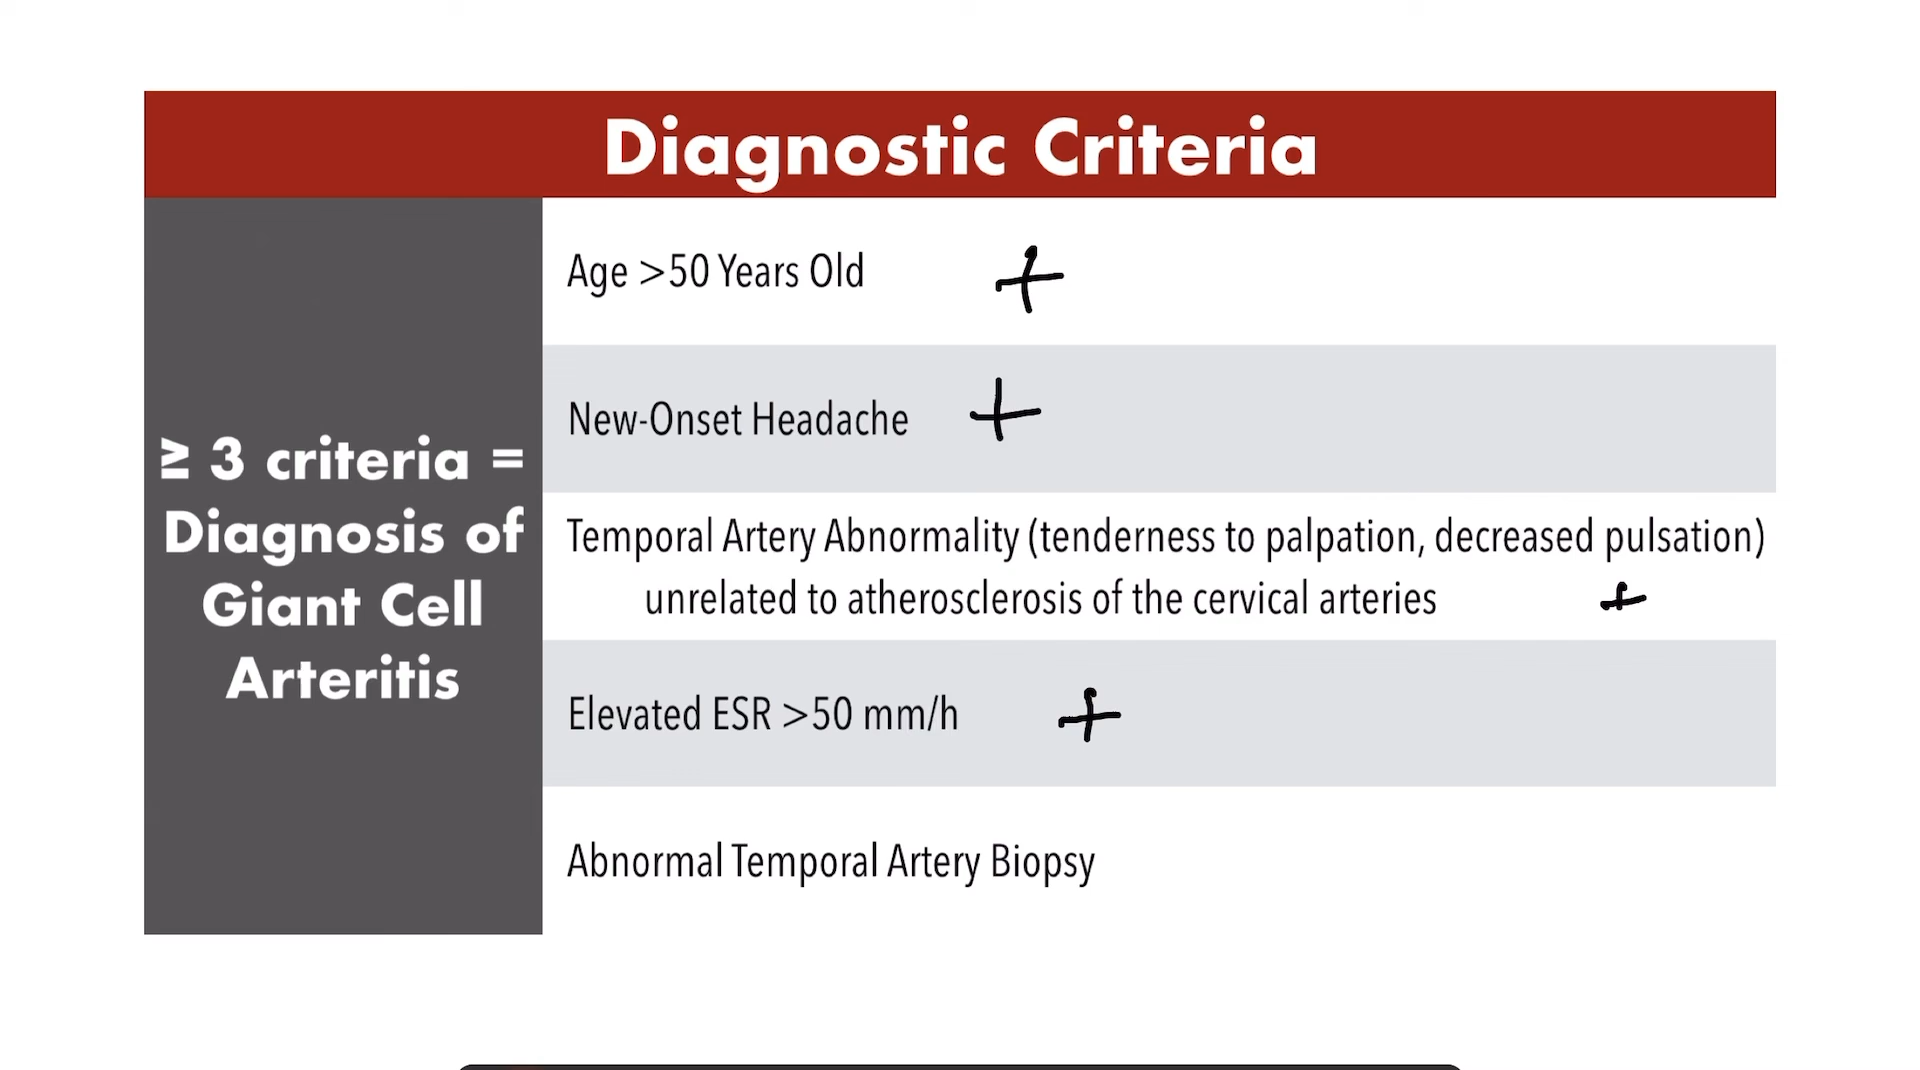 Diagnostic Criteria
≥ 3 criteria =
Diagnosis of
Giant Cell
Arteritis
Age >50 Years Old +
New-Onset Headache +
Temporal Artery Abnormality (tenderness to palpation, decreased pulsation)
unrelated to atherosclerosis of the cervical arteries +
Elevated ESR >50 mm/h +
Abnormal Temporal Artery Biopsy